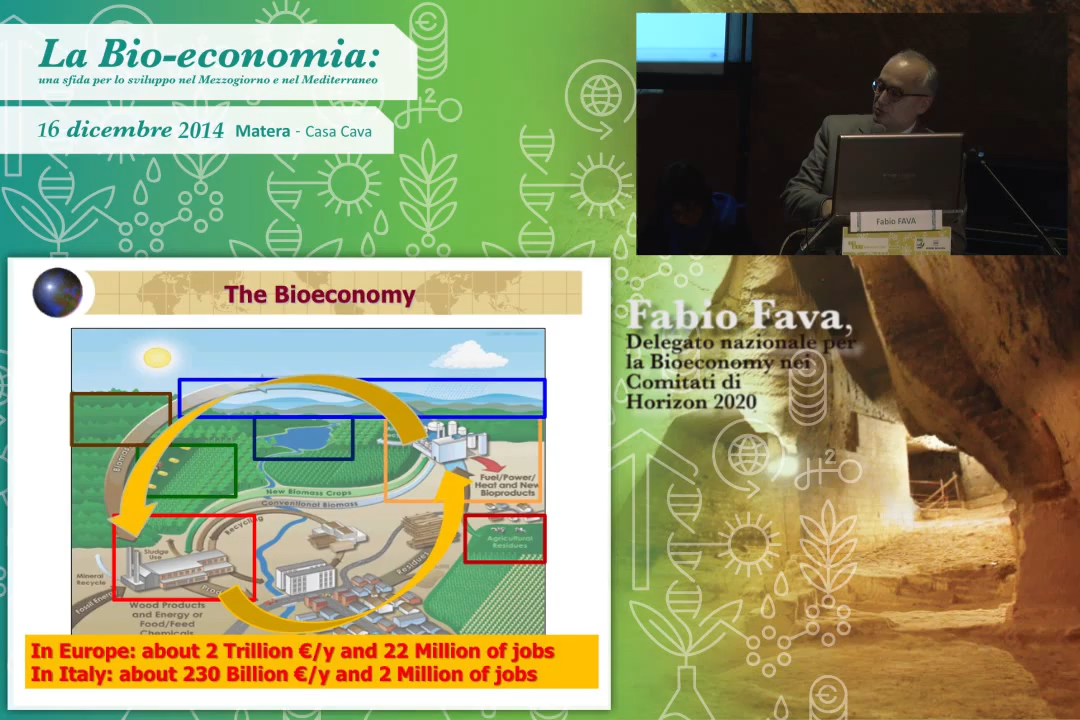 La Bio-economia:
una sfida per lo sviluppo nel Mezzogiorno e nel Mediterraneo
16 dicembre 2014 Matera - Casa Cava
Fabio FAVA
Fabio Fava,
Delegato nazionale per
la Bioeconomy nei
Comitati di
Horizon 2020
The Bioeconomy
Fuel/Power/
Heat and New
Bioproducts
New Biomass Crops
Conventional Biomass
Recycling
Agricultural
Residues
Sludge
Use
Mineral
Recycle
Wood Products
and Energy or
Food/Feed
Chemicals
In Europe: about 2 Trillion €/y and 22 Million of jobs
In Italy: about 230 Billion €/y and 2 Million of jobs